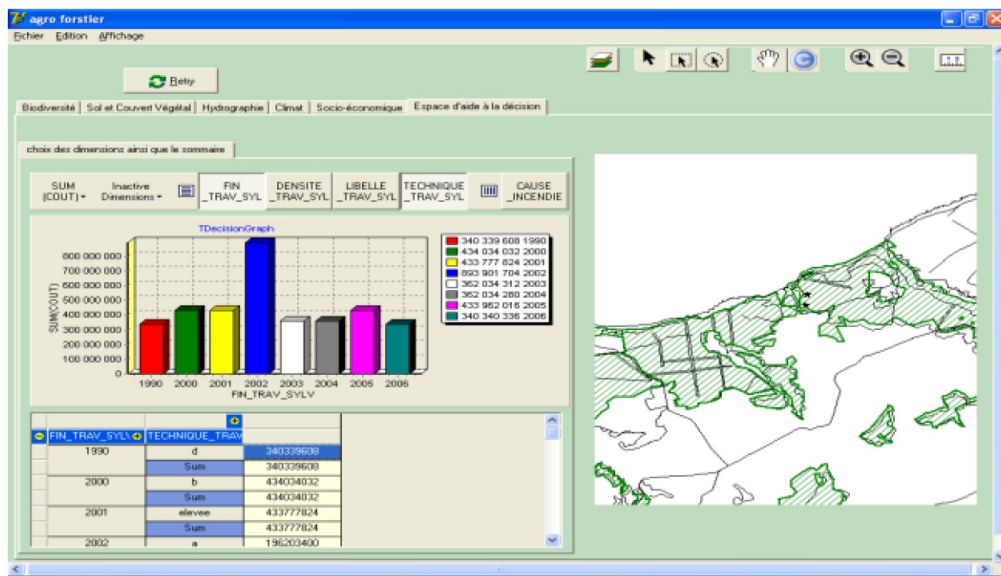 agro forstier
Fichier Edition Affichage
Retry
Biodiversité Sol et Couvert Végétal Hydrographie Climat Socio-économique Espace d'aide à la décision
choix des dimensions ainsi que le sommaire
SUM (COUT) Inactive Dimensions FIN _TRAV_SYL DENSITE _TRAV_SYL LIBELLE _TRAV_SYL TECHNIQUE _TRAV_SYL CAUSE _INCENDIE
TDecisionGraph
800 000 000
700 000 000
600 000 000
500 000 000
400 000 000
300 000 000
200 000 000
100 000 000
0
SUM(COUT)
1990 2000 2001 2002 2003 2004 2005 2006
FIN_TRAV_SYLV
340 339 608 1990
434 034 032 2000
433 777 824 2001
893 901 704 2002
362 034 312 2003
362 034 280 2004
433 962 016 2005
340 340 336 2006
FIN_TRAV_SYLV TECHNIQUE_TRAV
1990 d 340339608
Sum 340339608
2000 b 434034032
Sum 434034032
2001 elevee 433777824
Sum 433777824
2002 a 196203400